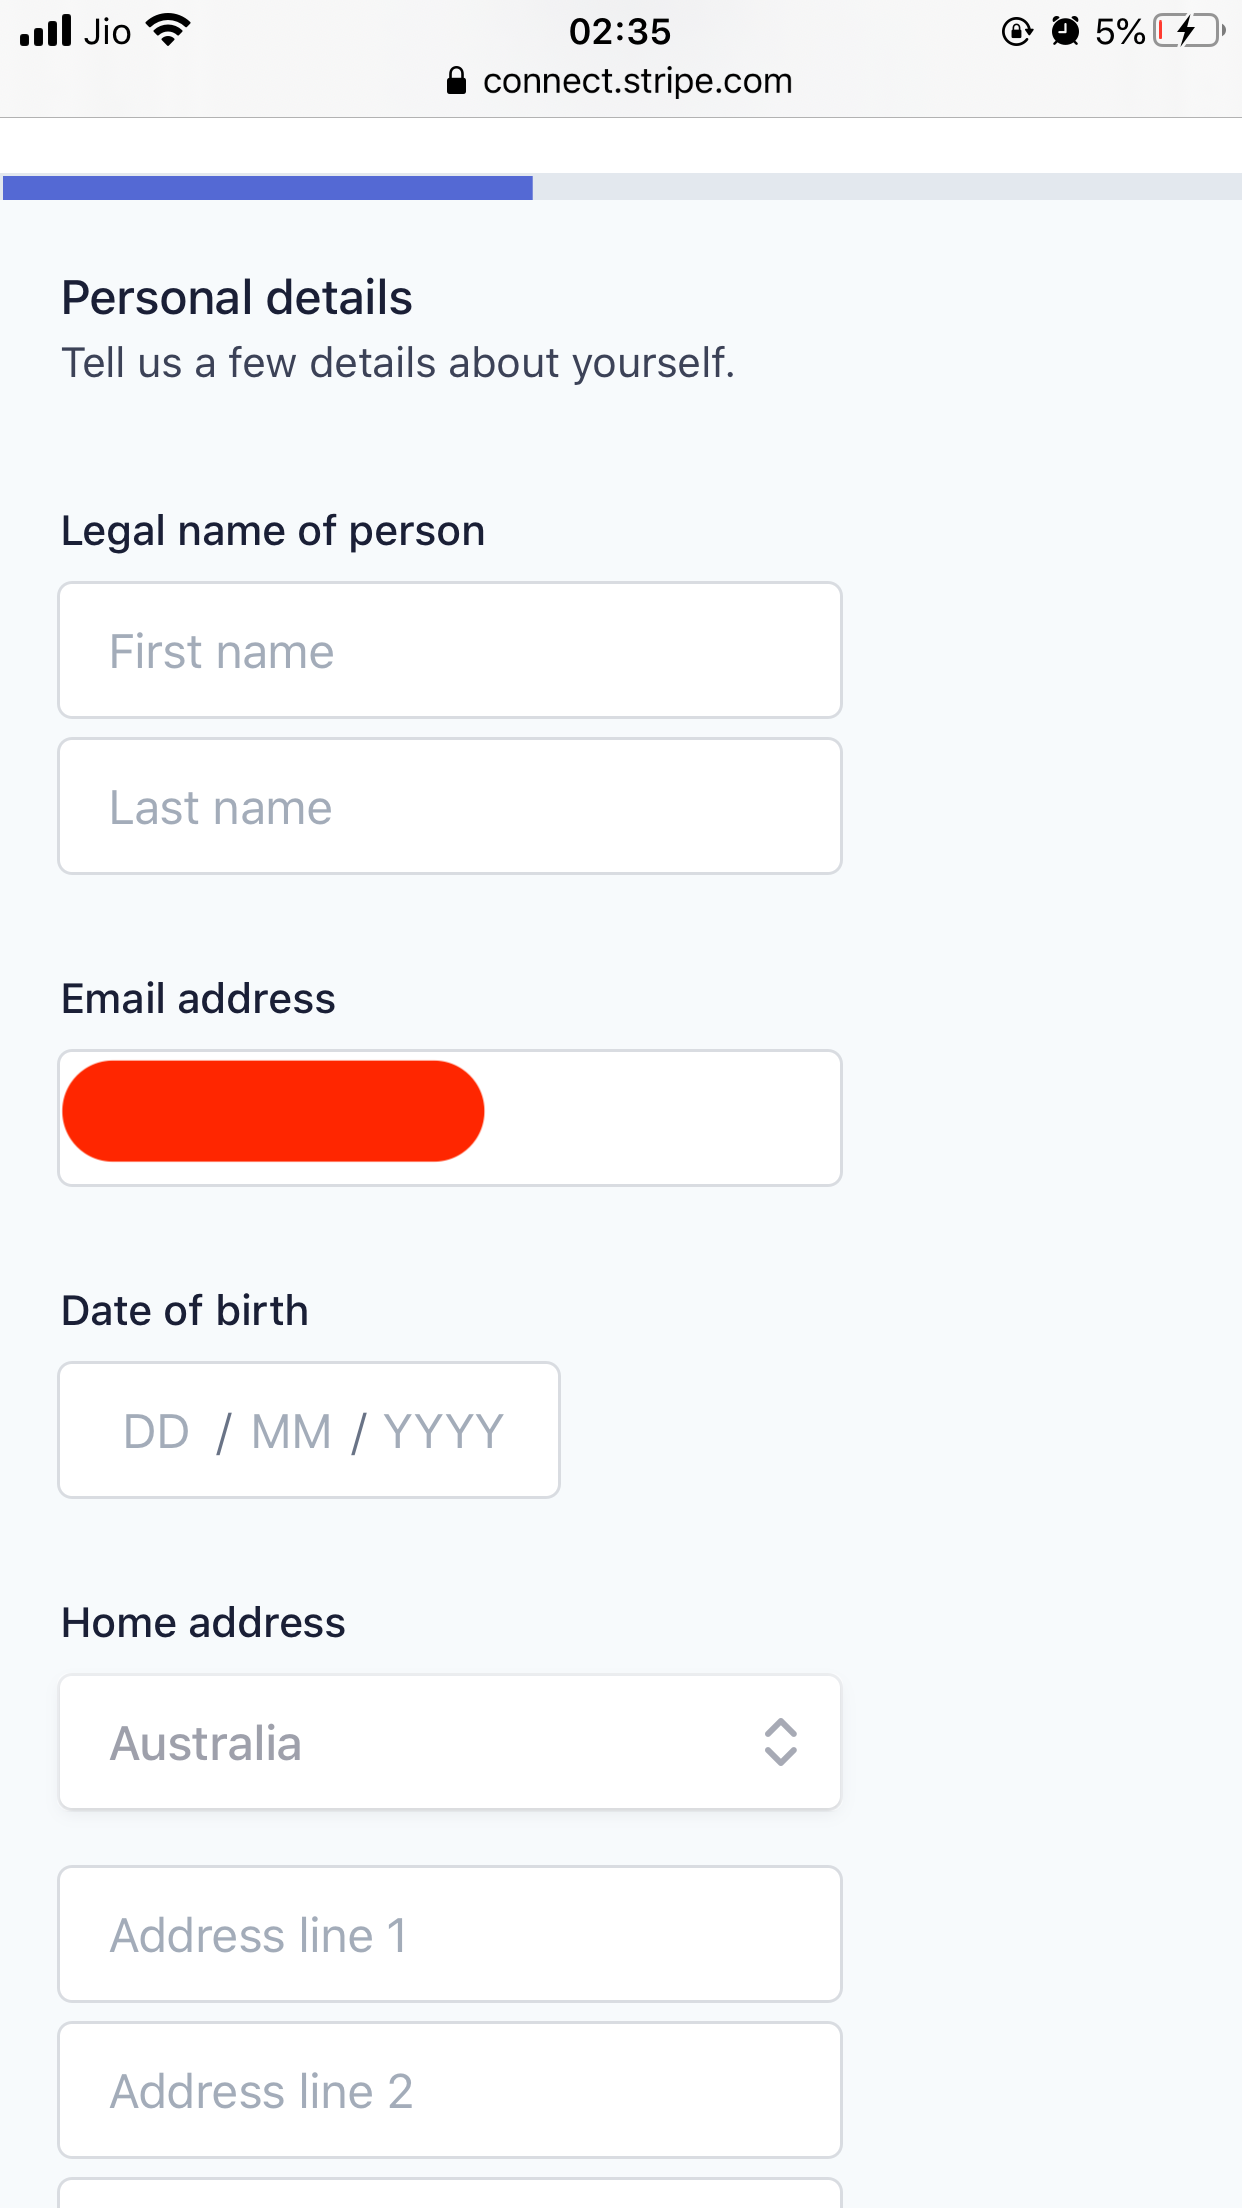 Jio 02:35 5%
connect.stripe.com
Personal details
Tell us a few details about yourself.
Legal name of person
First name
Last name
Email address
Date of birth
DD / MM / YYYY
Home address
Australia
Address line 1
Address line 2